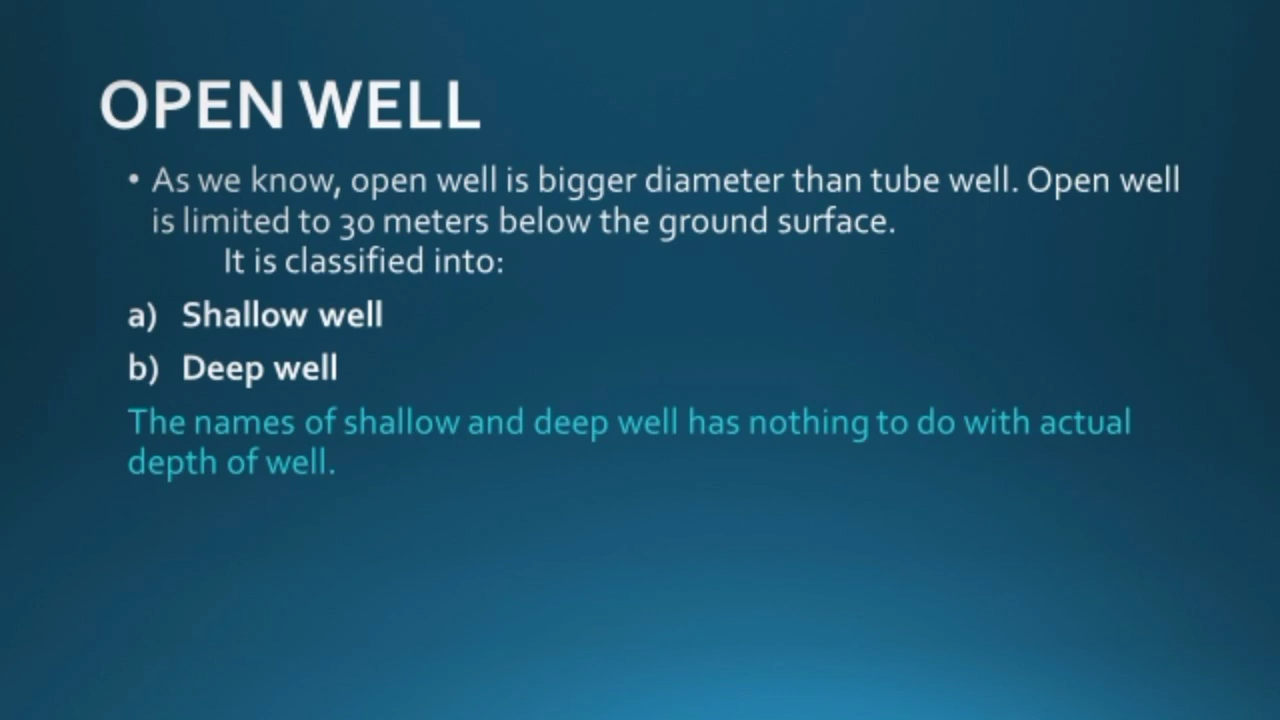 OPEN WELL
• As we know, open well is bigger diameter than tube well. Open well
is limited to 30 meters below the ground surface.
It is classified into:
a) Shallow well
b) Deep well
The names of shallow and deep well has nothing to do with actual
depth of well.